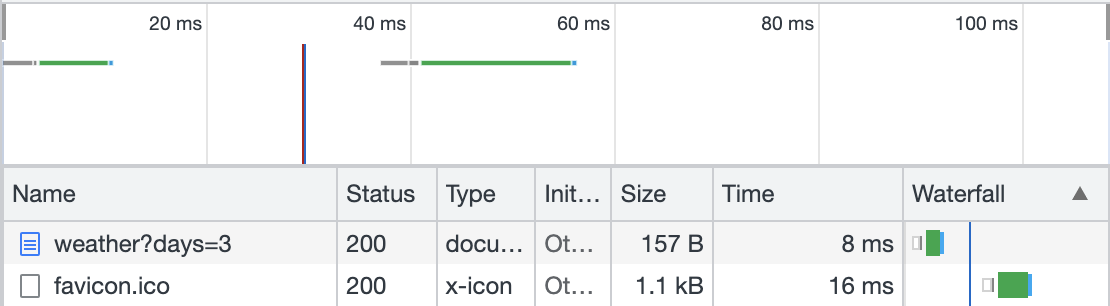 20 ms 40 ms 60 ms 80 ms 100 ms
Name Status Type Init... Size Time Waterfall ▲
weather?days=3 200 docu... Ot... 157 B 8 ms
favicon.ico 200 x-icon Ot... 1.1 kB 16 ms